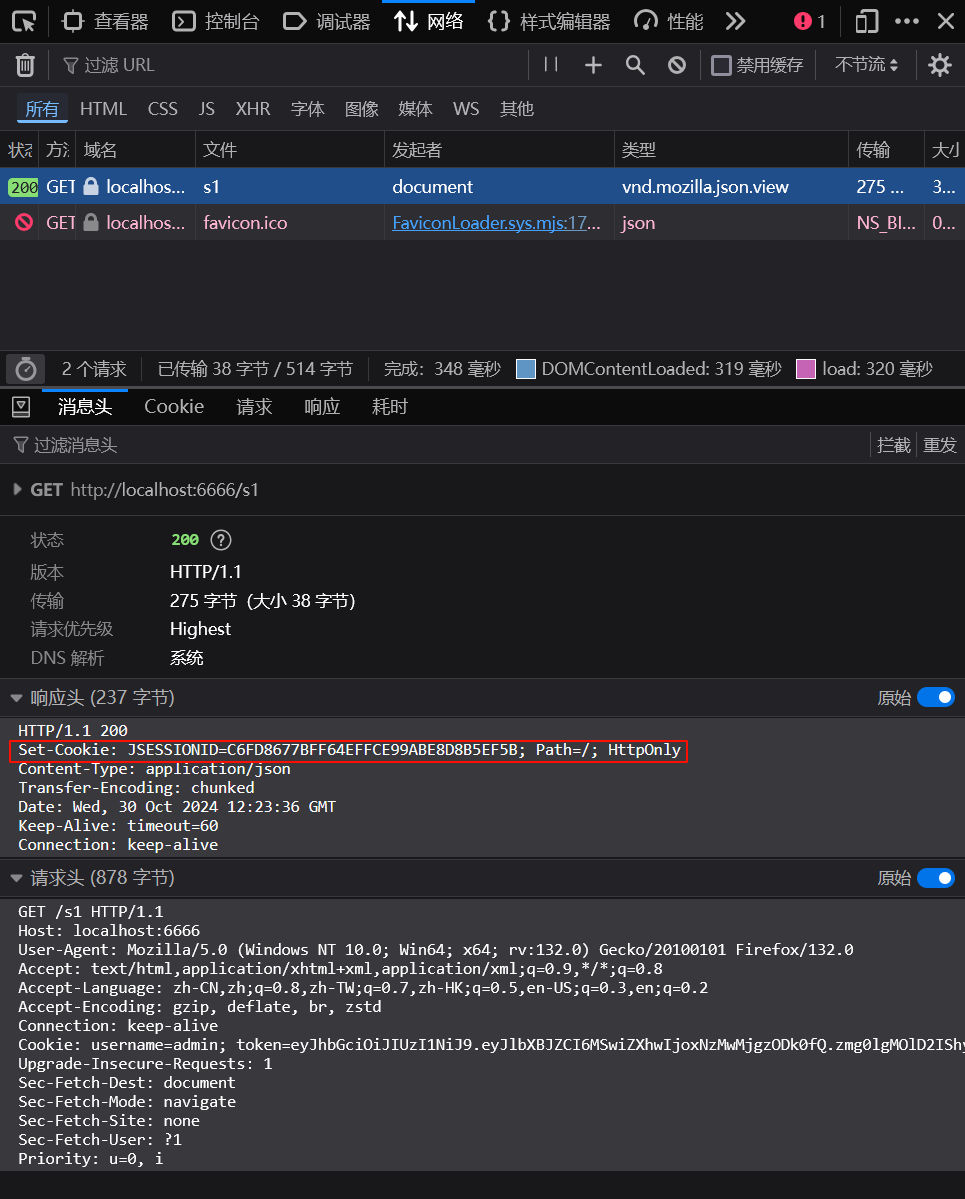 查看器 控制台 调试器 网络 样式编辑器 性能 1
过滤 URL 禁用缓存 不节流
所有 HTML CSS JS XHR 字体 图像 媒体 WS 其他
域名 文件 发起者 类型 传输
200 GET localhos... s1 document vnd.mozilla.json.view 275 ... 3...
GET localhos... favicon.ico FaviconLoader.sys.mjs:17... json NS_BI... 0...
2 个请求 已传输 38 字节 / 514 字节 完成：348 毫秒 DOMContentLoaded: 319 毫秒 load: 320 毫秒
消息头 Cookie 请求 响应 耗时
过滤消息头 拦截 重发
GET http://localhost:6666/s1
状态 200 ?
版本 HTTP/1.1
传输 275 字节（大小 38 字节）
请求优先级 Highest
DNS 解析 系统
响应头 (237 字节) 原始
HTTP/1.1 200
Set-Cookie: JSESSIONID=C6FD8677BFF64EFFCE99ABE8D8B5EF5B; Path=/; HttpOnly
Content-Type: application/json
Transfer-Encoding: chunked
Date: Wed, 30 Oct 2024 12:23:36 GMT
Keep-Alive: timeout=60
Connection: keep-alive
请求头 (878 字节) 原始
GET /s1 HTTP/1.1
Host: localhost:6666
User-Agent: Mozilla/5.0 (Windows NT 10.0; Win64; x64; rv:132.0) Gecko/20100101 Firefox/132.0
Accept: text/html,application/xhtml+xml,application/xml;q=0.9,*/*;q=0.8
Accept-Language: zh-CN,zh;q=0.8,zh-TW;q=0.7,zh-HK;q=0.5,en-US;q=0.3,en;q=0.2
Accept-Encoding: gzip, deflate, br, zstd
Connection: keep-alive
Cookie: username=admin; token=eyJhbGciOiJIUzI1NiJ9.eyJlbXBJZCI6MSwiZXhwIjoxNzMwMjgzODk0fQ.zmg0lgMOlD2IShy
Upgrade-Insecure-Requests: 1
Sec-Fetch-Dest: document
Sec-Fetch-Mode: navigate
Sec-Fetch-Site: none
Sec-Fetch-User: ?1
Priority: u=0, i